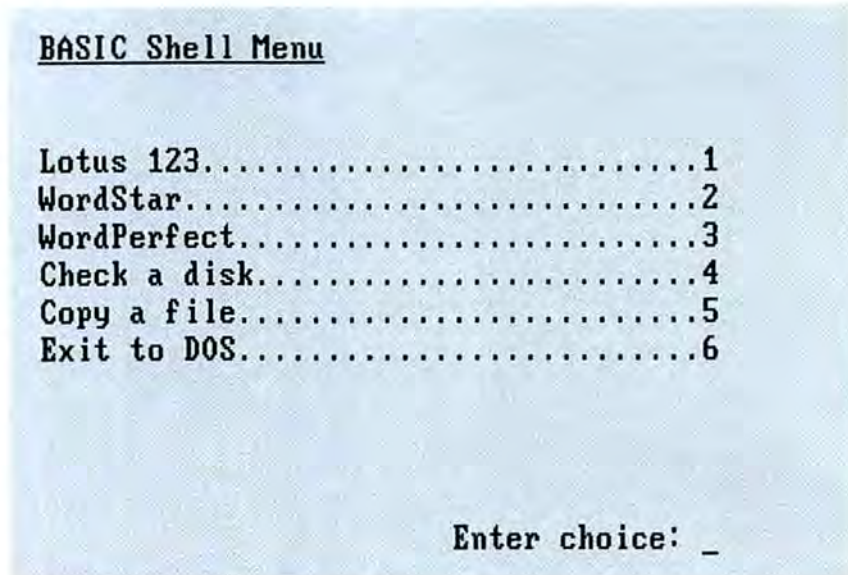 BASIC Shell Menu
Lotus 123............................1
WordStar.............................2
WordPerfect..........................3
Check a disk.........................4
Copy a file..........................5
Exit to DOS..........................6
Enter choice: _